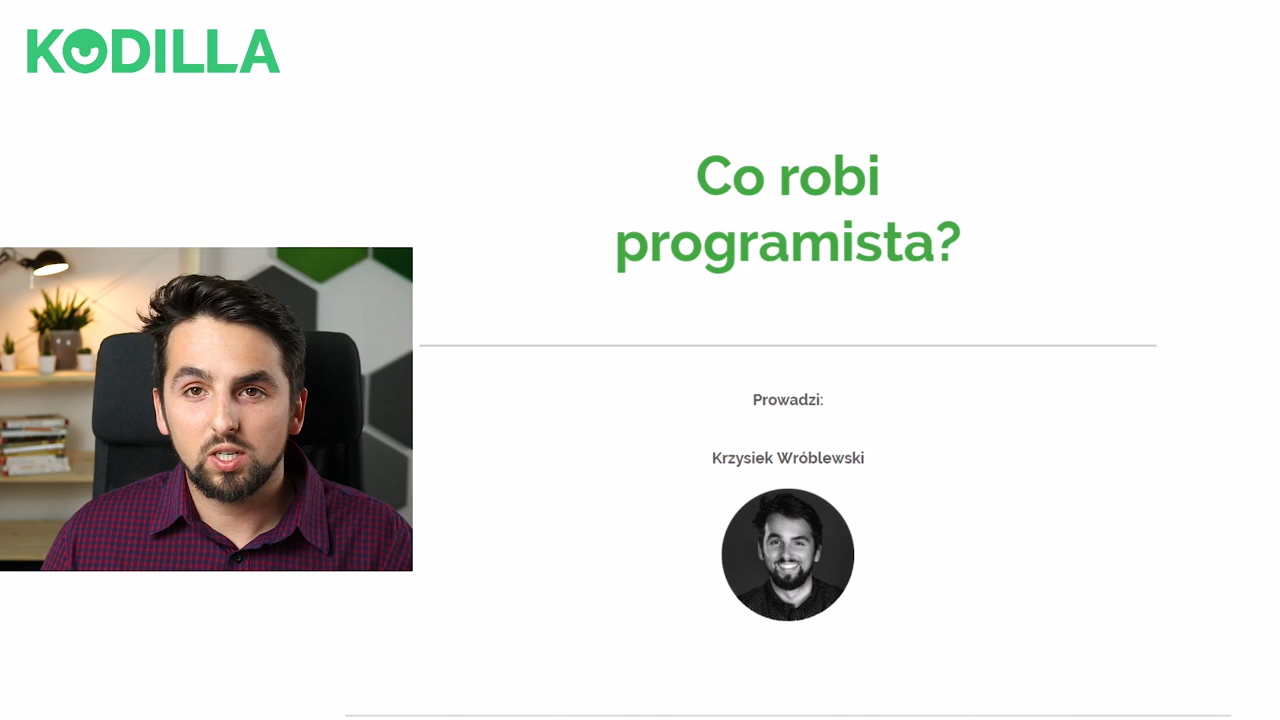 KODILLA
Co robi
programista?
Prowadzi:
Krzysiek Wróblewski